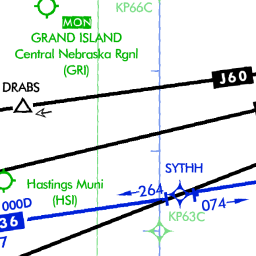 KP66C
MON
GRAND ISLAND
Central Nebraska Rgnl
(GRI)
J60
DRABS
SYTHH
Hastings Muni
(HSI)
264
074
000D
36
KP63C
7